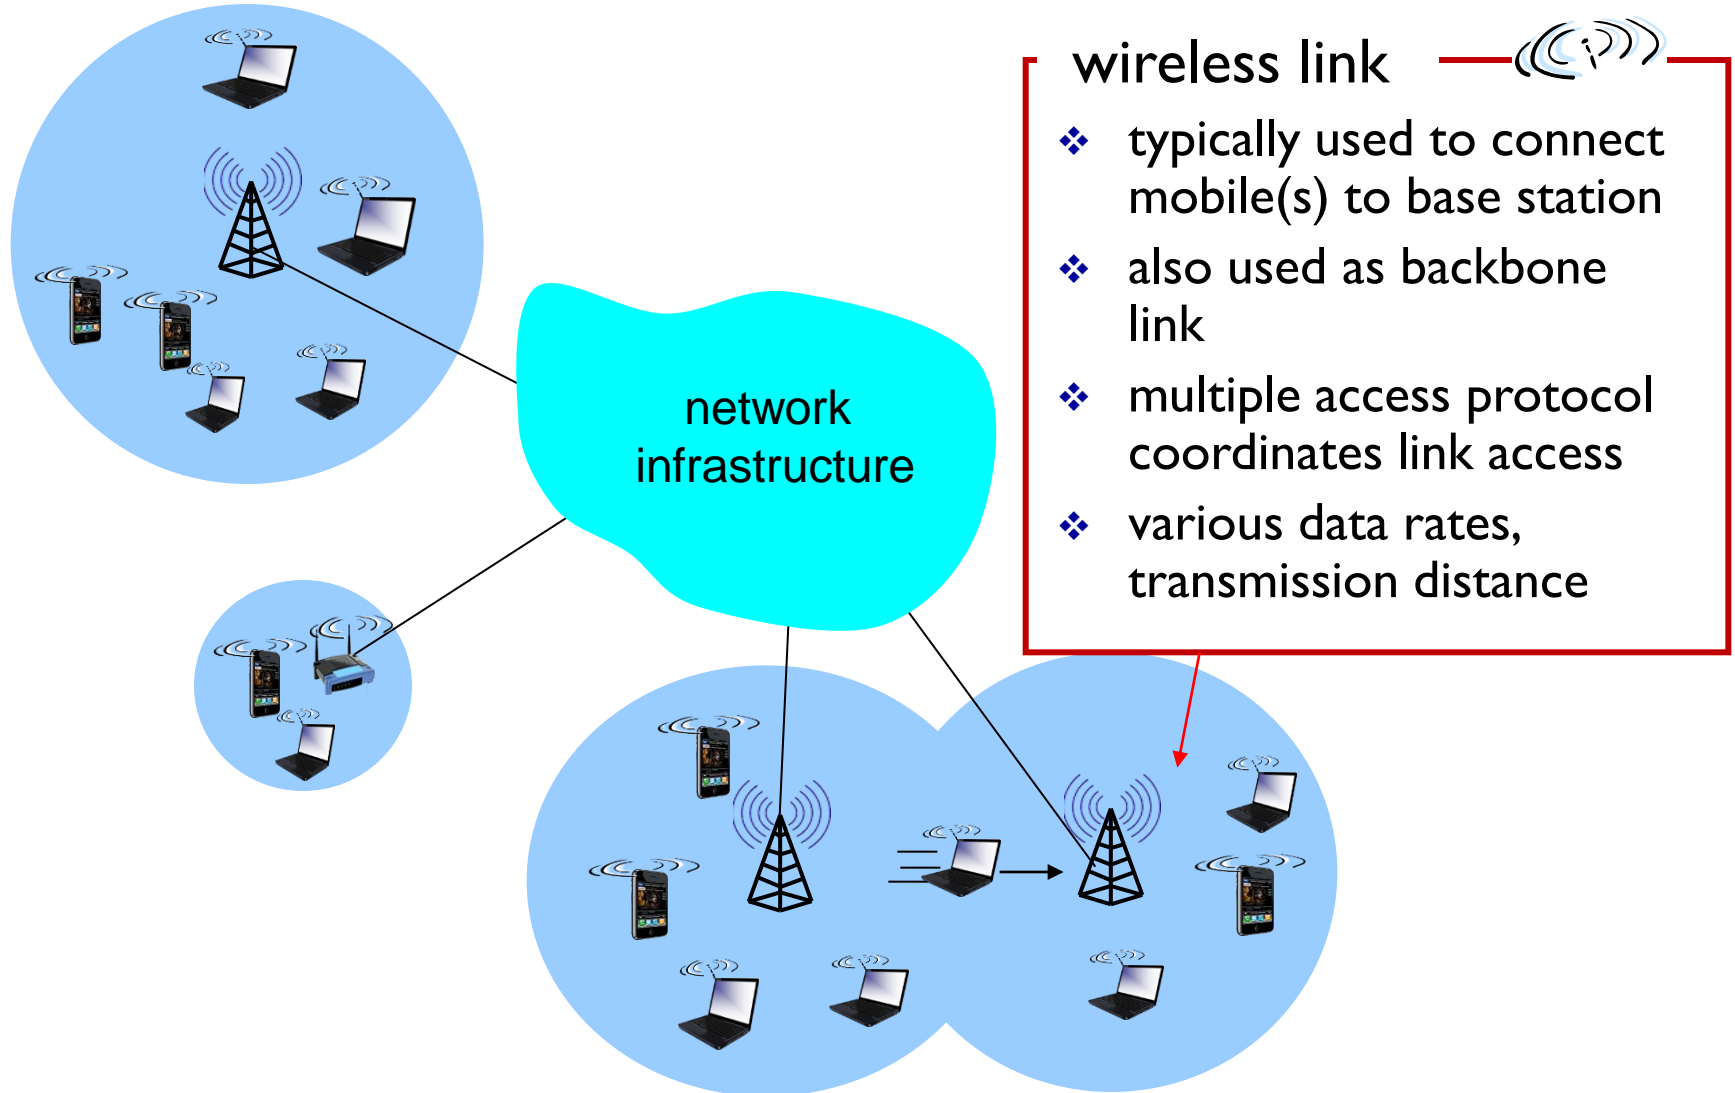 wireless link
❖ typically used to connect
mobile(s) to base station
❖ also used as backbone
link
❖ multiple access protocol
coordinates link access
❖ various data rates,
transmission distance
network
infrastructure